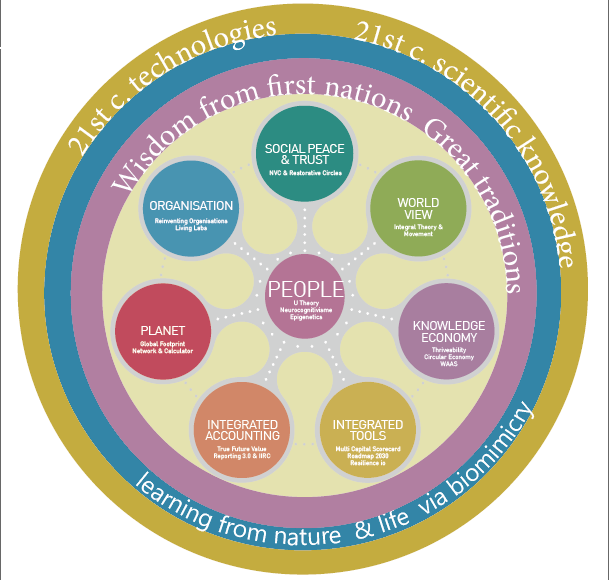 21st c. technologies
21st c. scientific knowledge
Wisdom from first nations
Great traditions
SOCIAL PEACE
& TRUST
NVC & Restorative Circles
ORGANISATION
Reinventing Organisations
Living Labs
WORLD
VIEW
Integral Theory &
Movement
PEOPLE
U Theory
Neurocognitivisme
Epigenetics
PLANET
Global Footprint
Network & Calculator
KNOWLEDGE
ECONOMY
Thriveability
Circular Economy
WAAS
INTEGRATED
ACCOUNTING
True Future Value
Reporting 3.0 & IIRC
INTEGRATED
TOOLS
Multi Capital Scorecard
Roadmap 2030
Resilience io
learning from nature & life via biomimicry